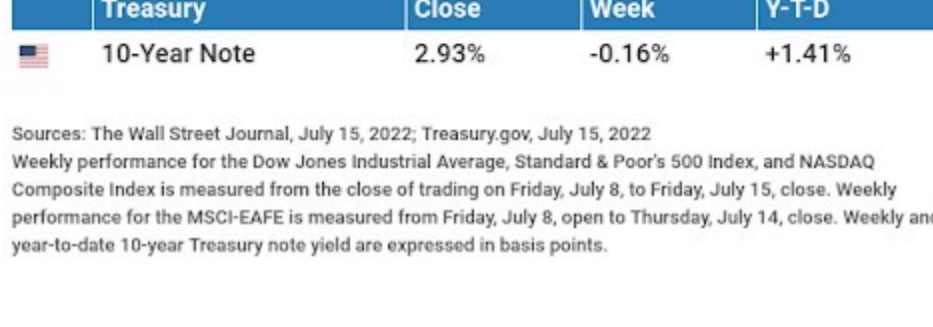 Treasury Close Week Y-T-D
10-Year Note 2.93% -0.16% +1.41%
Sources: The Wall Street Journal, July 15, 2022; Treasury.gov, July 15, 2022
Weekly performance for the Dow Jones Industrial Average, Standard & Poor's 500 Index, and NASDAQ
Composite Index is measured from the close of trading on Friday, July 8, to Friday, July 15, close. Weekly
performance for the MSCI-EAFE is measured from Friday, July 8, open to Thursday, July 14, close. Weekly and
year-to-date 10-year Treasury note yield are expressed in basis points.